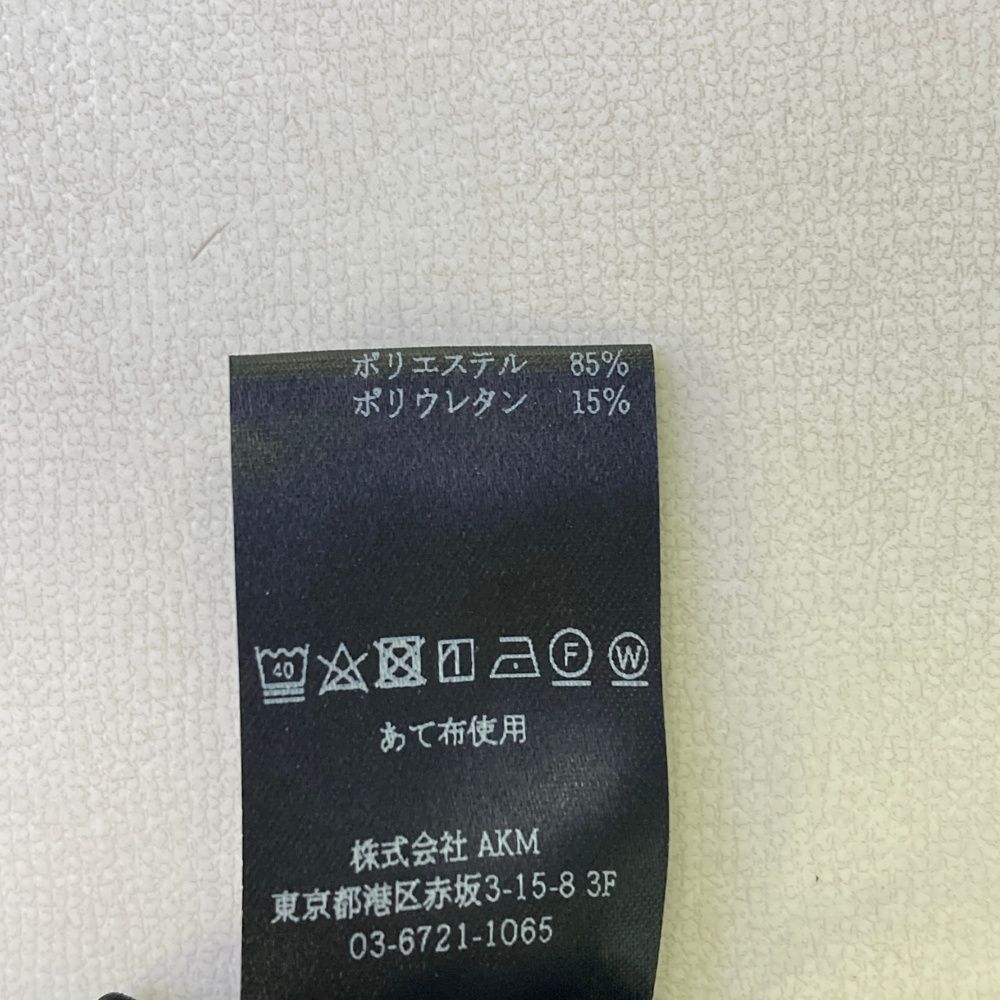 ポリエステル 85%
ポリウレタン 15%
40 F W
あて布使用
株式会社 AKM
東京都港区赤坂3-15-8 3F
03-6721-1065